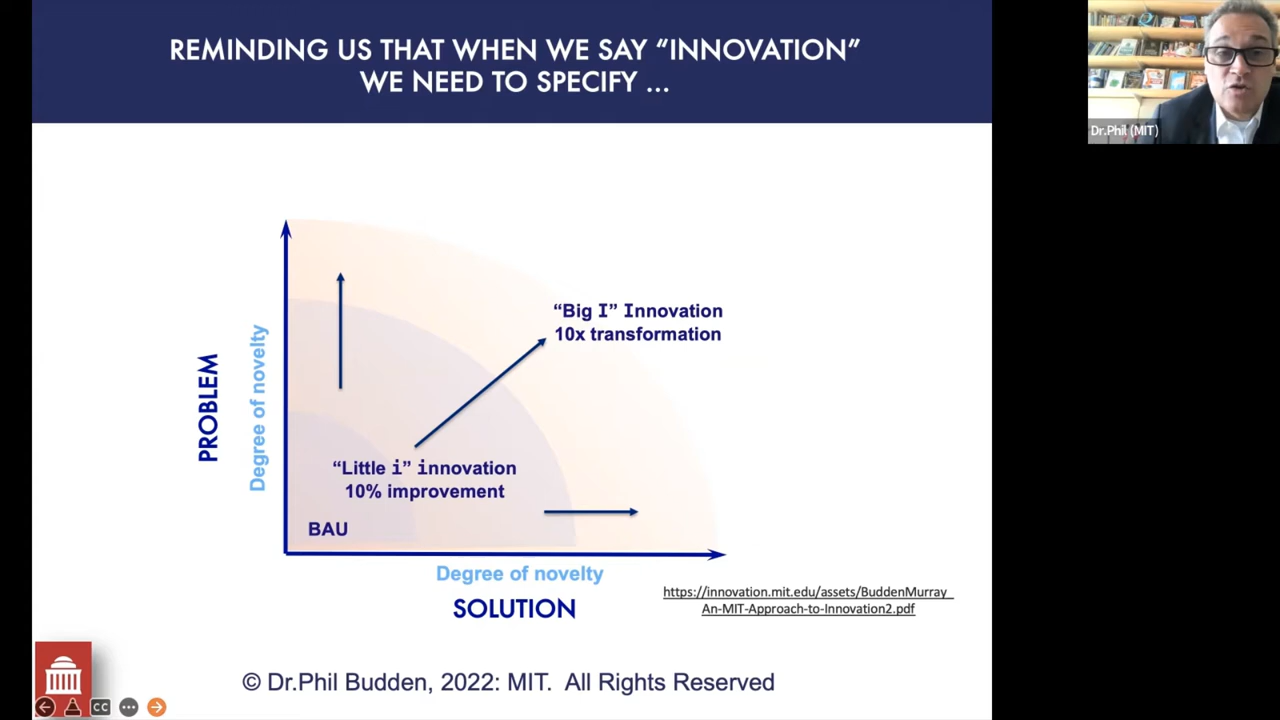 REMINDING US THAT WHEN WE SAY “INNOVATION”
WE NEED TO SPECIFY ...
Dr.Phil (MIT)
“Big I” Innovation
10x transformation
PROBLEM
Degree of novelty
“Little i” innovation
10% improvement
BAU
Degree of novelty
SOLUTION
https://innovation.mit.edu/assets/BuddenMurray_
An-MIT-Approach-to-Innovation2.pdf
© Dr.Phil Budden, 2022: MIT. All Rights Reserved
CC